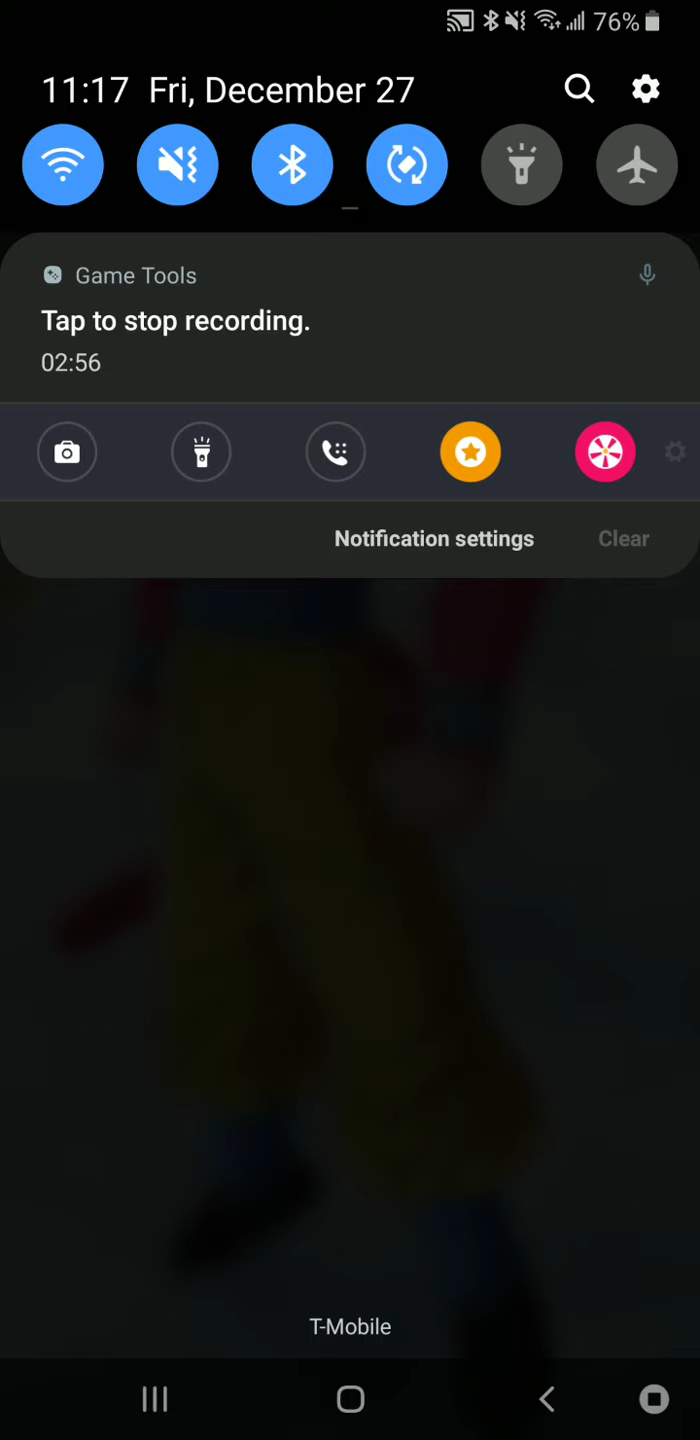 76%
11:17 Fri, December 27
Game Tools
Tap to stop recording.
02:56
Notification settings Clear
T-Mobile